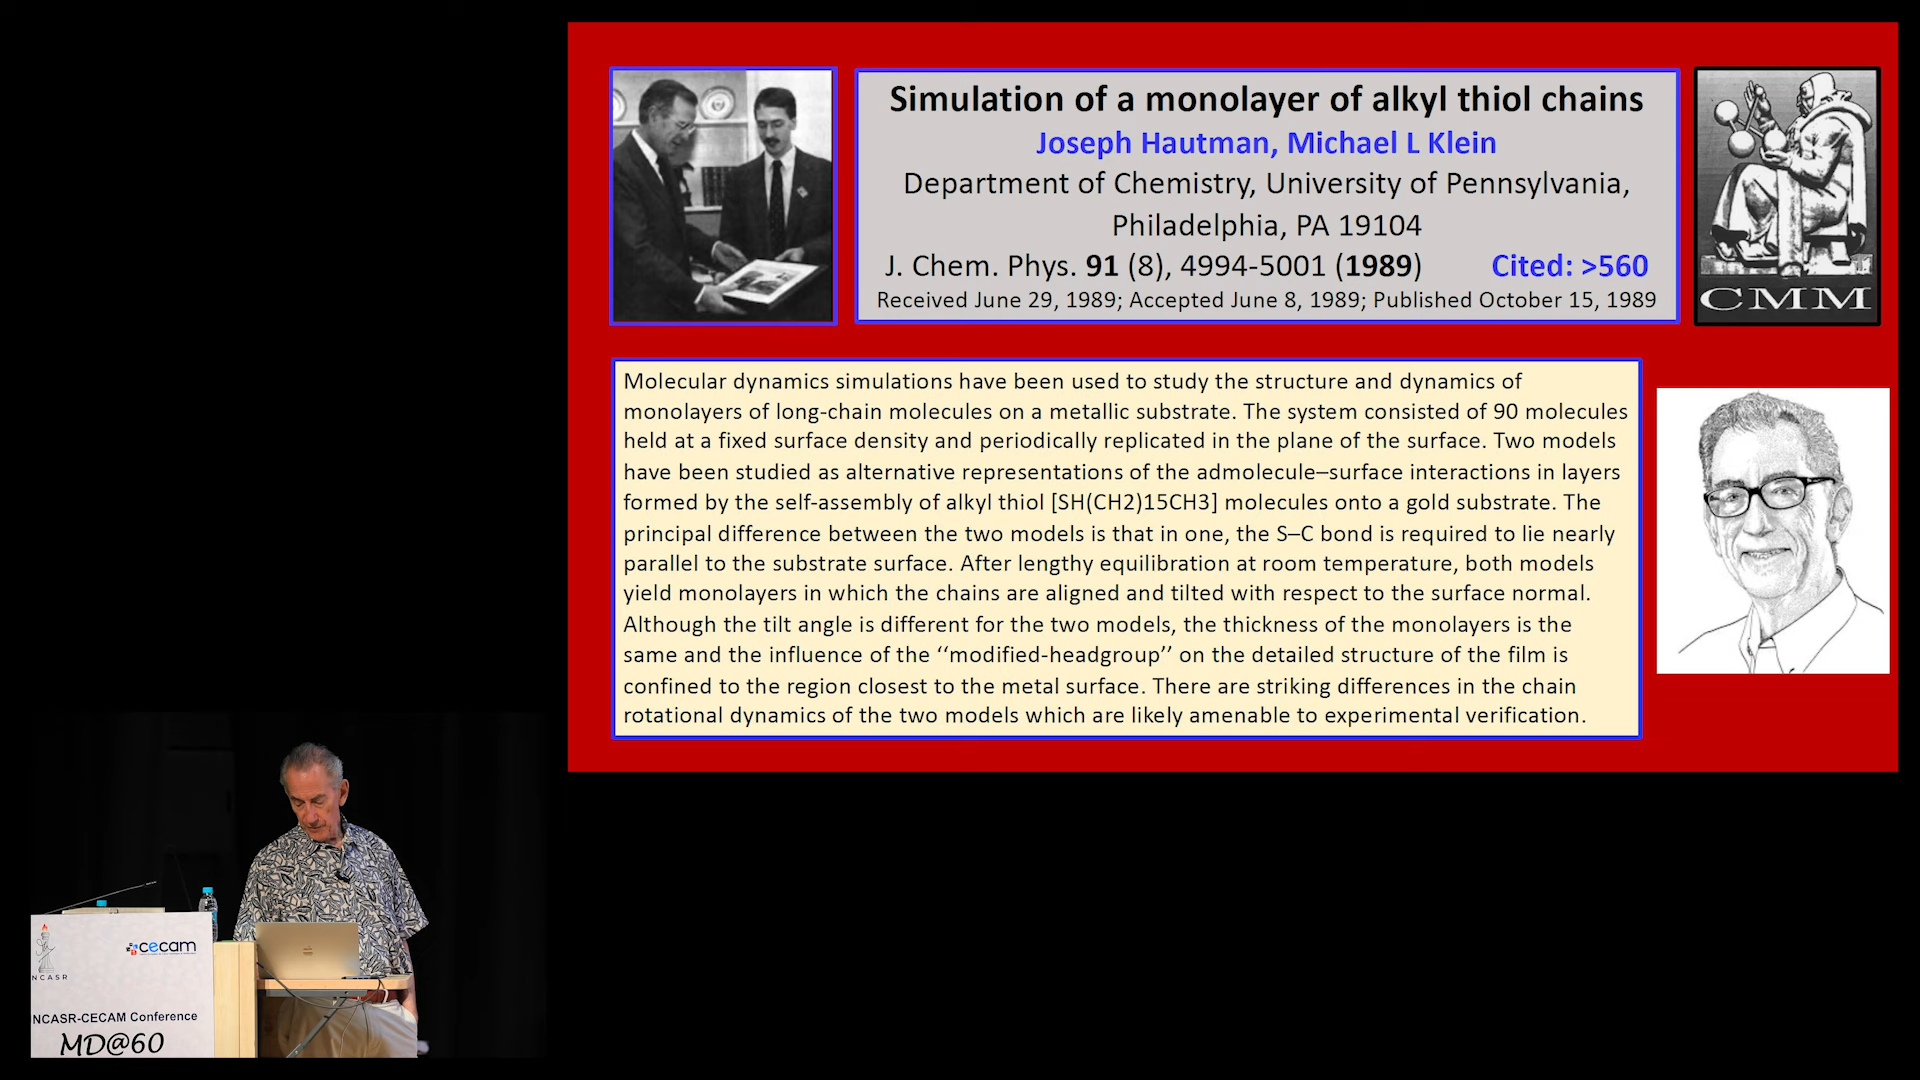 Simulation of a monolayer of alkyl thiol chains
Joseph Hautman, Michael L Klein
Department of Chemistry, University of Pennsylvania,
Philadelphia, PA 19104
J. Chem. Phys. 91 (8), 4994-5001 (1989) Cited: >560
Received June 29, 1989; Accepted June 8, 1989; Published October 15, 1989
CMM
Molecular dynamics simulations have been used to study the structure and dynamics of
monolayers of long-chain molecules on a metallic substrate. The system consisted of 90 molecules
held at a fixed surface density and periodically replicated in the plane of the surface. Two models
have been studied as alternative representations of the admolecule–surface interactions in layers
formed by the self-assembly of alkyl thiol [SH(CH2)15CH3] molecules onto a gold substrate. The
principal difference between the two models is that in one, the S–C bond is required to lie nearly
parallel to the substrate surface. After lengthy equilibration at room temperature, both models
yield monolayers in which the chains are aligned and tilted with respect to the surface normal.
Although the tilt angle is different for the two models, the thickness of the monolayers is the
same and the influence of the ‘‘modified-headgroup’’ on the detailed structure of the film is
confined to the region closest to the metal surface. There are striking differences in the chain
rotational dynamics of the two models which are likely amenable to experimental verification.
NCASR
cecam
NCASR-CECAM Conference
MD@60